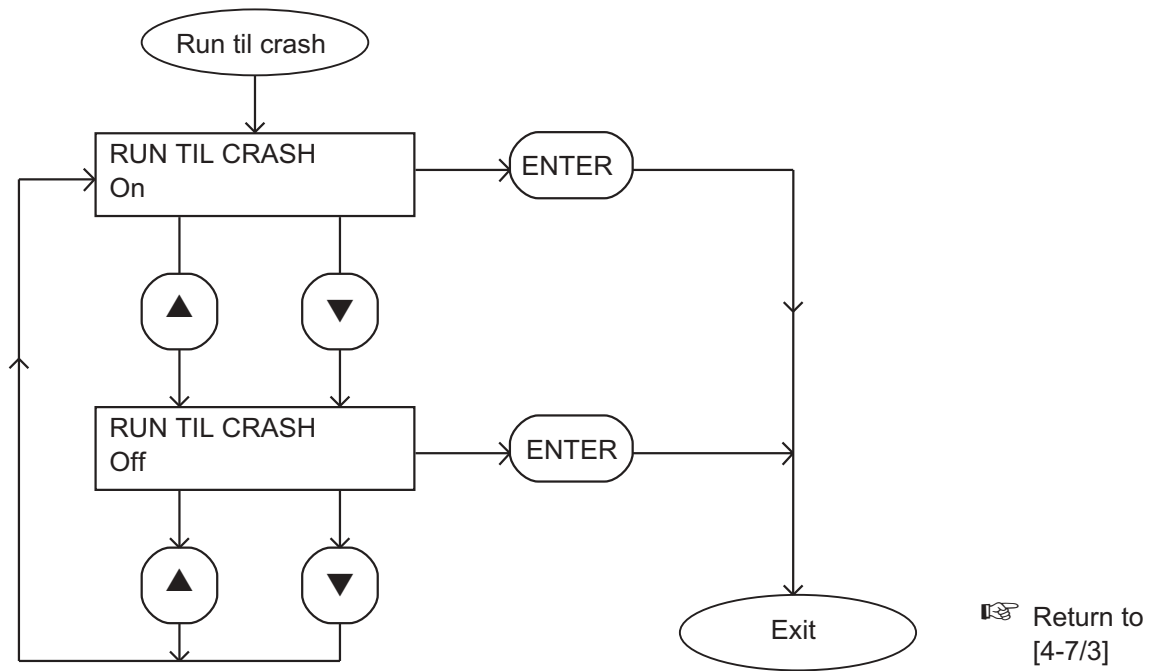 Run til crash
RUN TIL CRASH
On
ENTER
▲ ▼
RUN TIL CRASH
Off
ENTER
▲ ▼
Exit
☞ Return to
[4-7/3]